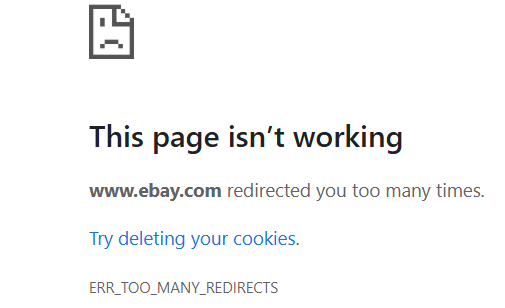 This page isn’t working
www.ebay.com redirected you too many times.
Try deleting your cookies.
ERR_TOO_MANY_REDIRECTS